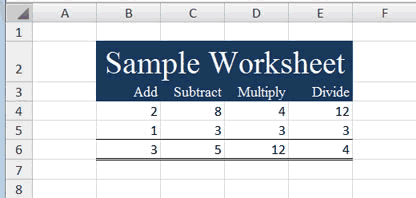 A B C D E F
1
2 Sample Worksheet
3 Add Subtract Multiply Divide
4 2 8 4 12
5 1 3 3 3
6 3 5 12 4
7
8